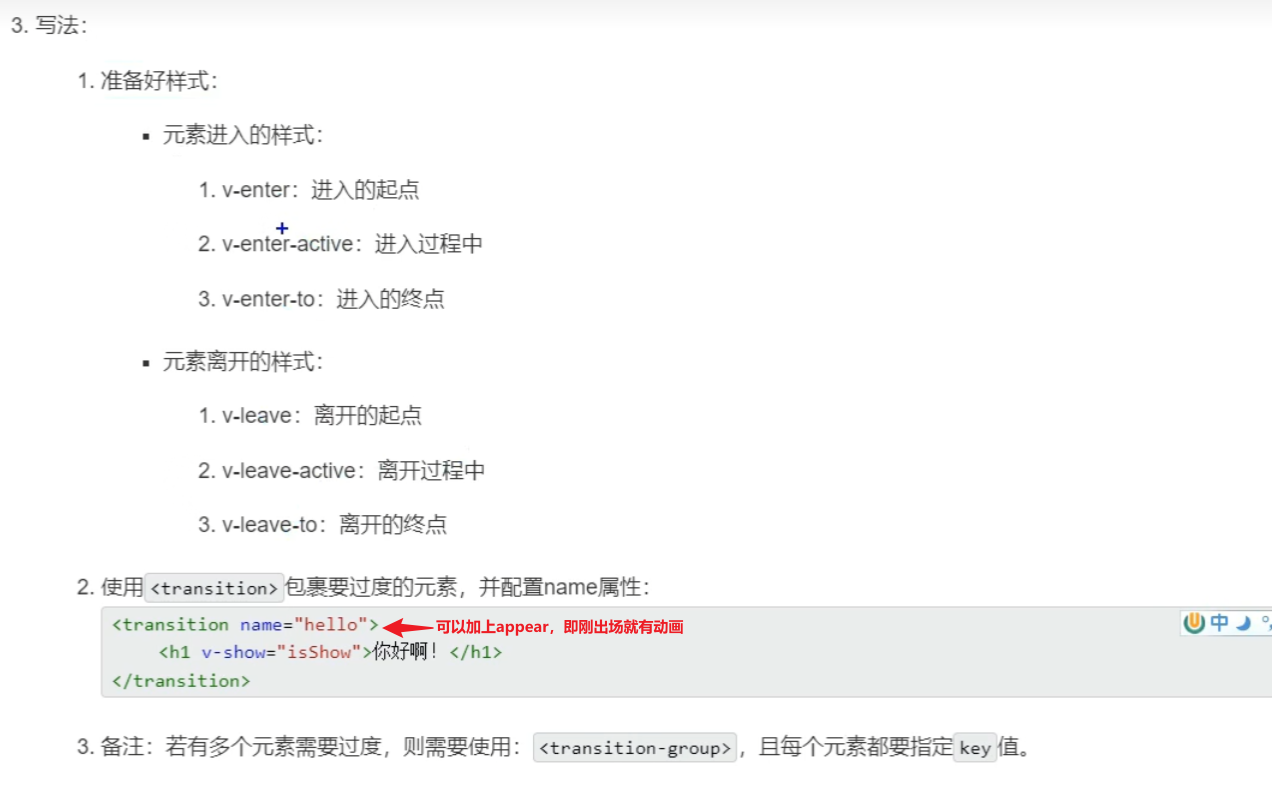 3. 写法：
1. 准备好样式：
▪ 元素进入的样式：
1. v-enter：进入的起点
2. v-enter-active：进入过程中
3. v-enter-to：进入的终点
▪ 元素离开的样式：
1. v-leave：离开的起点
2. v-leave-active：离开过程中
3. v-leave-to：离开的终点
2. 使用<transition>包裹要过度的元素，并配置name属性：
<transition name="hello"> 可以加上appear，即刚出场就有动画
<h1 v-show="isShow">你好啊！</h1>
</transition>
中
3. 备注：若有多个元素需要过度，则需要使用：<transition-group>，且每个元素都要指定key值。